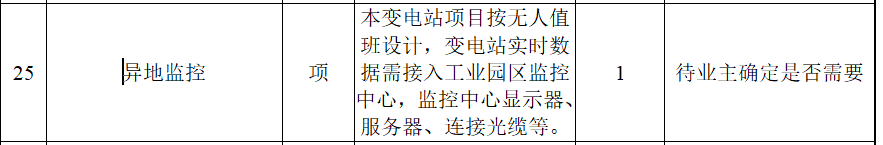 25
异地监控
项
本变电站项目按无人值
班设计，变电站实时数
据需接入工业园区监控
中心，监控中心显示器、
服务器、连接光缆等。
1
待业主确定是否需要